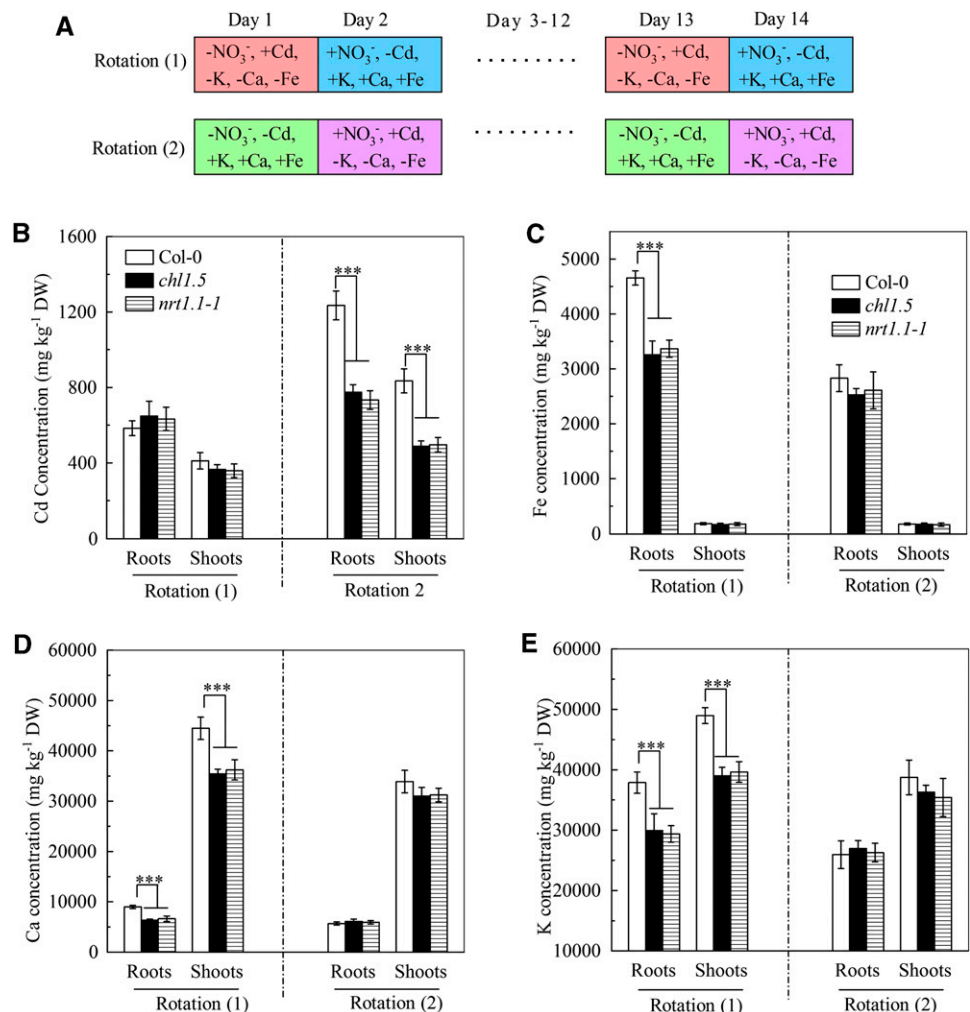 A
Day 1 Day 2 Day 3-12 Day 13 Day 14
Rotation (1)
-NO₃⁻, +Cd, +NO₃⁻, -Cd, ......... -NO₃⁻, +Cd, +NO₃⁻, -Cd,
-K, -Ca, -Fe +K, +Ca, +Fe -K, -Ca, -Fe +K, +Ca, +Fe
Rotation (2)
-NO₃⁻, -Cd, +NO₃⁻, +Cd, ......... -NO₃⁻, -Cd, +NO₃⁻, +Cd,
+K, +Ca, +Fe -K, -Ca, -Fe +K, +Ca, +Fe -K, -Ca, -Fe
B
Cd Concentration (mg kg⁻¹ DW)
1600
1200
800
400
0
Col-0
chl1.5
nrt1.1-1
***
***
Roots Shoots Roots Shoots
Rotation (1) Rotation 2
C
Fe concentration (mg kg⁻¹ DW)
5000
4000
3000
2000
1000
0
***
Col-0
chl1.5
nrt1.1-1
Roots Shoots Roots Shoots
Rotation (1) Rotation (2)
D
Ca concentration (mg kg⁻¹ DW)
60000
50000
40000
30000
20000
10000
0
***
***
Roots Shoots Roots Shoots
Rotation (1) Rotation (2)
E
K concentration (mg kg⁻¹ DW)
60000
50000
40000
30000
20000
10000
***
***
Roots Shoots Roots Shoots
Rotation (1) Rotation (2)